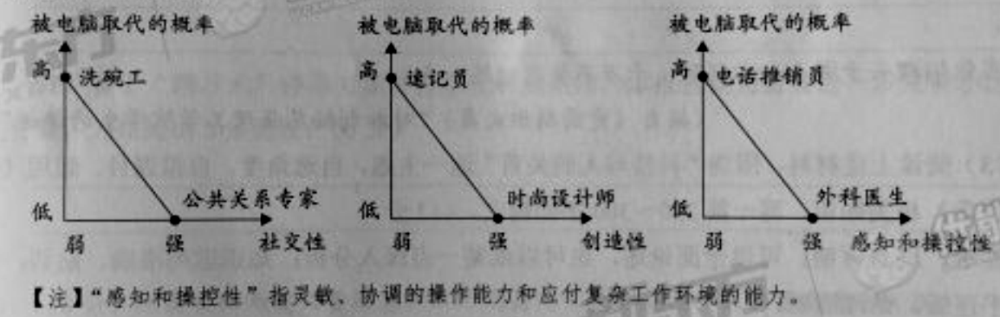 被电脑取代的概率
高
洗碗工
低
公共关系专家
弱
强
社交性
被电脑取代的概率
高
速记员
低
时尚设计师
弱
强
创造性
被电脑取代的概率
高
电话推销员
低
外科医生
弱
强
感知和操控性
【注】“感知和操控性”指灵敏、协调的操作能力和应付复杂工作环境的能力。